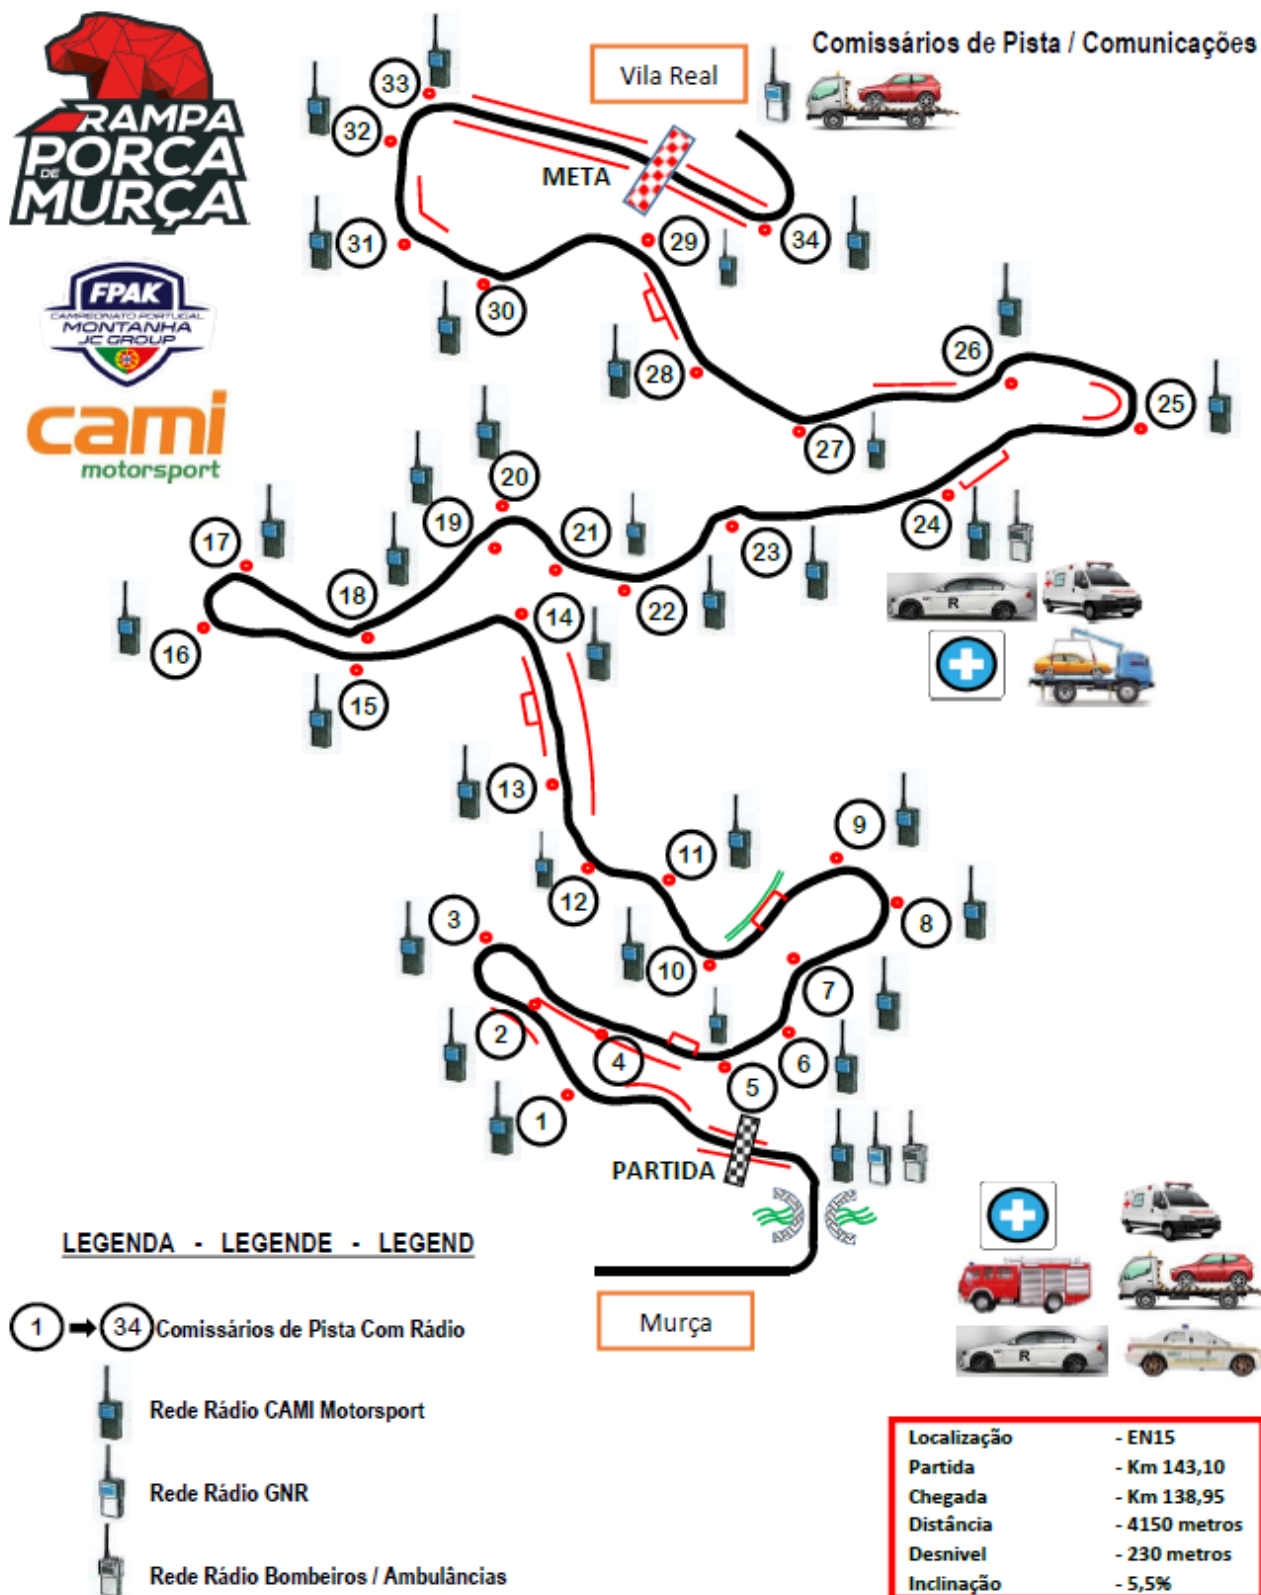 Comissários de Pista / Comunicações
RAMPA
PORCA
DE
MURÇA
Vila Real
META
FPAK
CAMPEONATO PORTUGAL
MONTANHA
JC GROUP
cami
motorsport
33
32
31
30
29
34
28
26
25
27
20
19
21
24
23
17
18
22
16
14
15
13
9
11
12
3
8
10
7
2
4
6
5
1
PARTIDA
R
R
Murça
LEGENDA - LEGENDE - LEGEND
1 34 Comissários de Pista Com Rádio
Rede Rádio CAMI Motorsport
Rede Rádio GNR
Rede Rádio Bombeiros / Ambulâncias
Localização - EN15
Partida - Km 143,10
Chegada - Km 138,95
Distância - 4150 metros
Desnivel - 230 metros
Inclinação - 5,5%